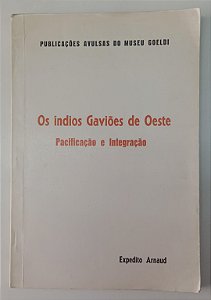 PUBLICAÇÕES AVULSAS DO MUSEU GOELDI
Os índios Gaviões de Oeste
Pacificação e Integração
Expedito Arnaud